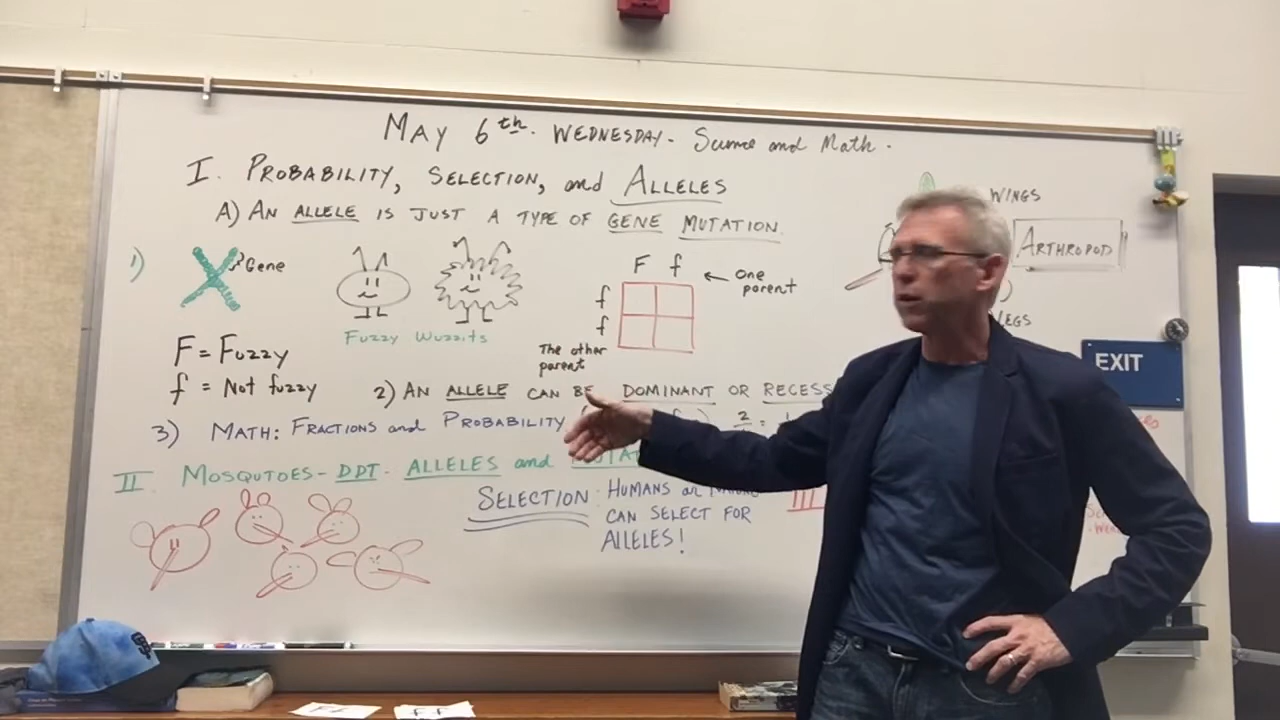 MAY 6th. WEDNESDAY- Science and Math.
I. PROBABILITY, SELECTION, and ALLELES
A) AN ALLELE IS JUST A TYPE OF GENE MUTATION.
1)
Gene
Fuzzy Wuzzits
F f
One parent
f
f
The other parent
F = Fuzzy
f = Not fuzzy
2) AN ALLELE CAN BE DOMINANT OR RECESS
3) MATH: FRACTIONS and PROBABILITY
II. MOSQUTOES- DDT- ALLELES and
SELECTION: HUMANS or
CAN SELECT FOR
ALLELES!
III
WINGS
ARTHROPOD
LEGS
EXIT
SF